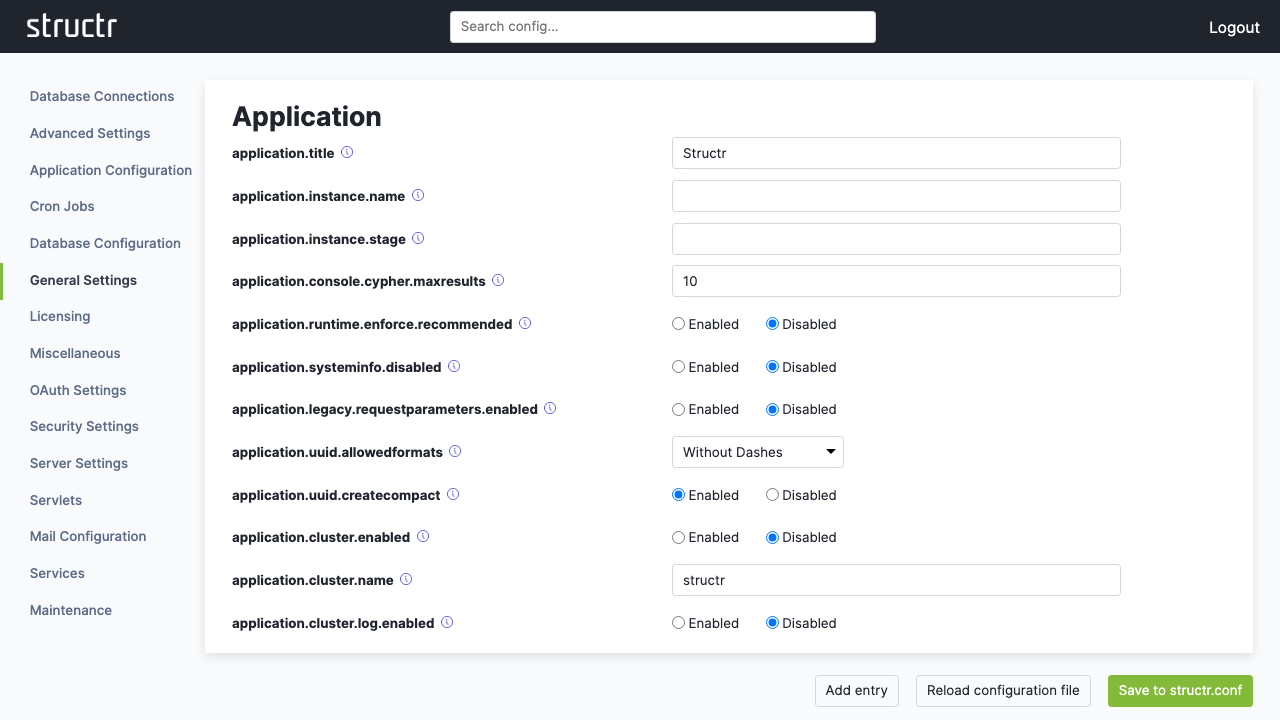 structr
Search config...
Logout
Database Connections
Advanced Settings
Application Configuration
Cron Jobs
Database Configuration
General Settings
Licensing
Miscellaneous
OAuth Settings
Security Settings
Server Settings
Servlets
Mail Configuration
Services
Maintenance
Application
application.title Structr
application.instance.name
application.instance.stage
application.console.cypher.maxresults 10
application.runtime.enforce.recommended Enabled Disabled
application.systeminfo.disabled Enabled Disabled
application.legacy.requestparameters.enabled Enabled Disabled
application.uuid.allowedformats Without Dashes
application.uuid.createcompact Enabled Disabled
application.cluster.enabled Enabled Disabled
application.cluster.name structr
application.cluster.log.enabled Enabled Disabled
Add entry Reload configuration file Save to structr.conf